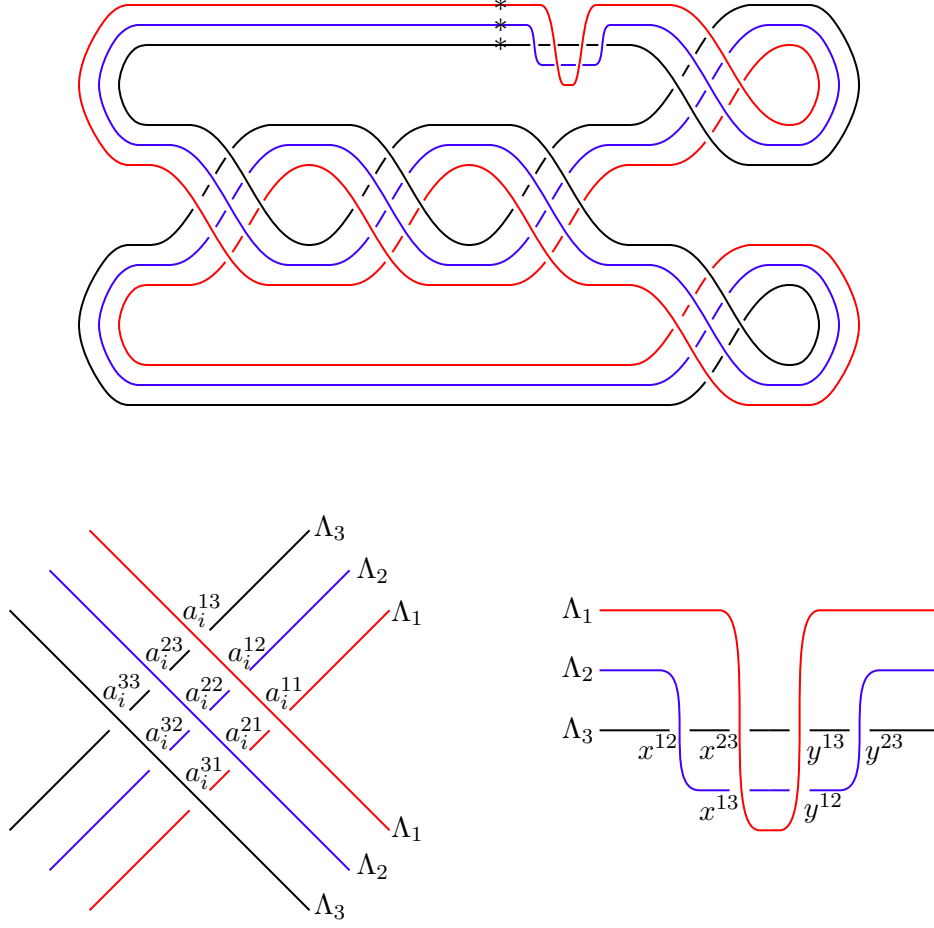 *
*
*
Λ₃
a_i^{13} Λ₂
a_i^{23} a_i^{12} Λ₁
a_i^{33} a_i^{22} a_i^{11}
a_i^{32} a_i^{21}
a_i^{31}
Λ₁
Λ₂
Λ₃
Λ₁
Λ₂
Λ₃
x^{12} x^{23} y^{13} y^{23}
x^{13} y^{12}